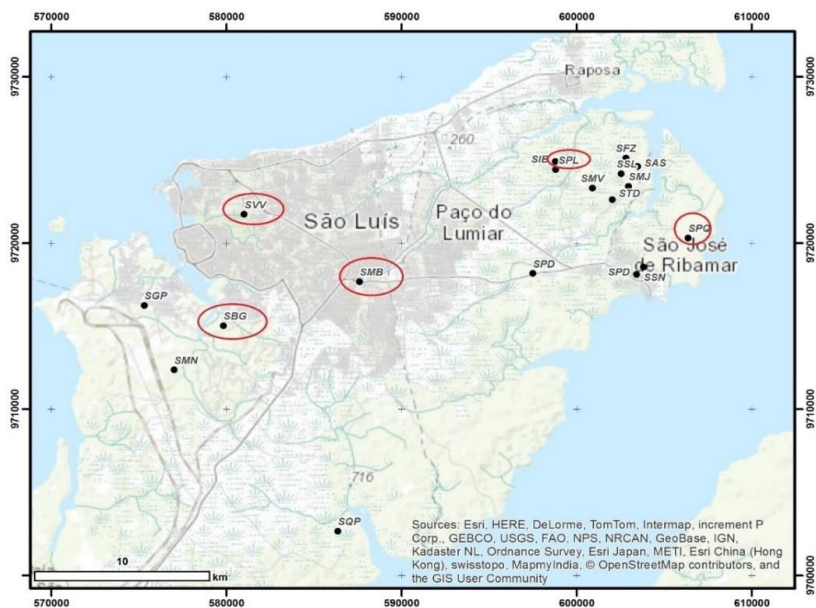 570000 580000 590000 600000 610000
9730000 9730000
Raposa
260
SIE SPL
SFZ
SSL SAS
SMV SMJ
STD
SVV
São Luís
Paço do
Lumiar
9720000 9720000
SPQ
São José
de Ribamar
SMB
SPD
SPD
SSN
SGP
SBG
SMN
9710000 9710000
716
SQP
Sources: Esri, HERE, DeLorme, TomTom, Intermap, increment P
Corp., GEBCO, USGS, FAO, NPS, NRCAN, GeoBase, IGN,
Kadaster NL, Ordnance Survey, Esri Japan, METI, Esri China (Hong
Kong), swisstopo, MapmyIndia, © OpenStreetMap contributors, and
the GIS User Community
10
km
9700000 9700000
570000 580000 590000 600000 610000